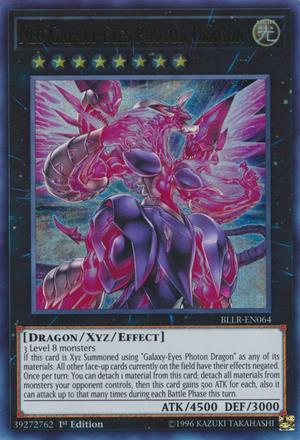 Neo Galaxy-Eyes Photon Dragon
光
BLLR-EN064
[Dragon/Xyz/Effect]
3 Level 8 monsters
If this card is Xyz Summoned using "Galaxy-Eyes Photon Dragon" as any of its
materials: All other face-up cards currently on the field have their effects negated.
Once per turn: You can detach 1 material from this card; detach all materials from
monsters your opponent controls, then this card gains 500 ATK for each, also it
can attack up to that many times during each Battle Phase this turn.
ATK/4500 DEF/3000
39272762 1st Edition ©1996 KAZUKI TAKAHASHI